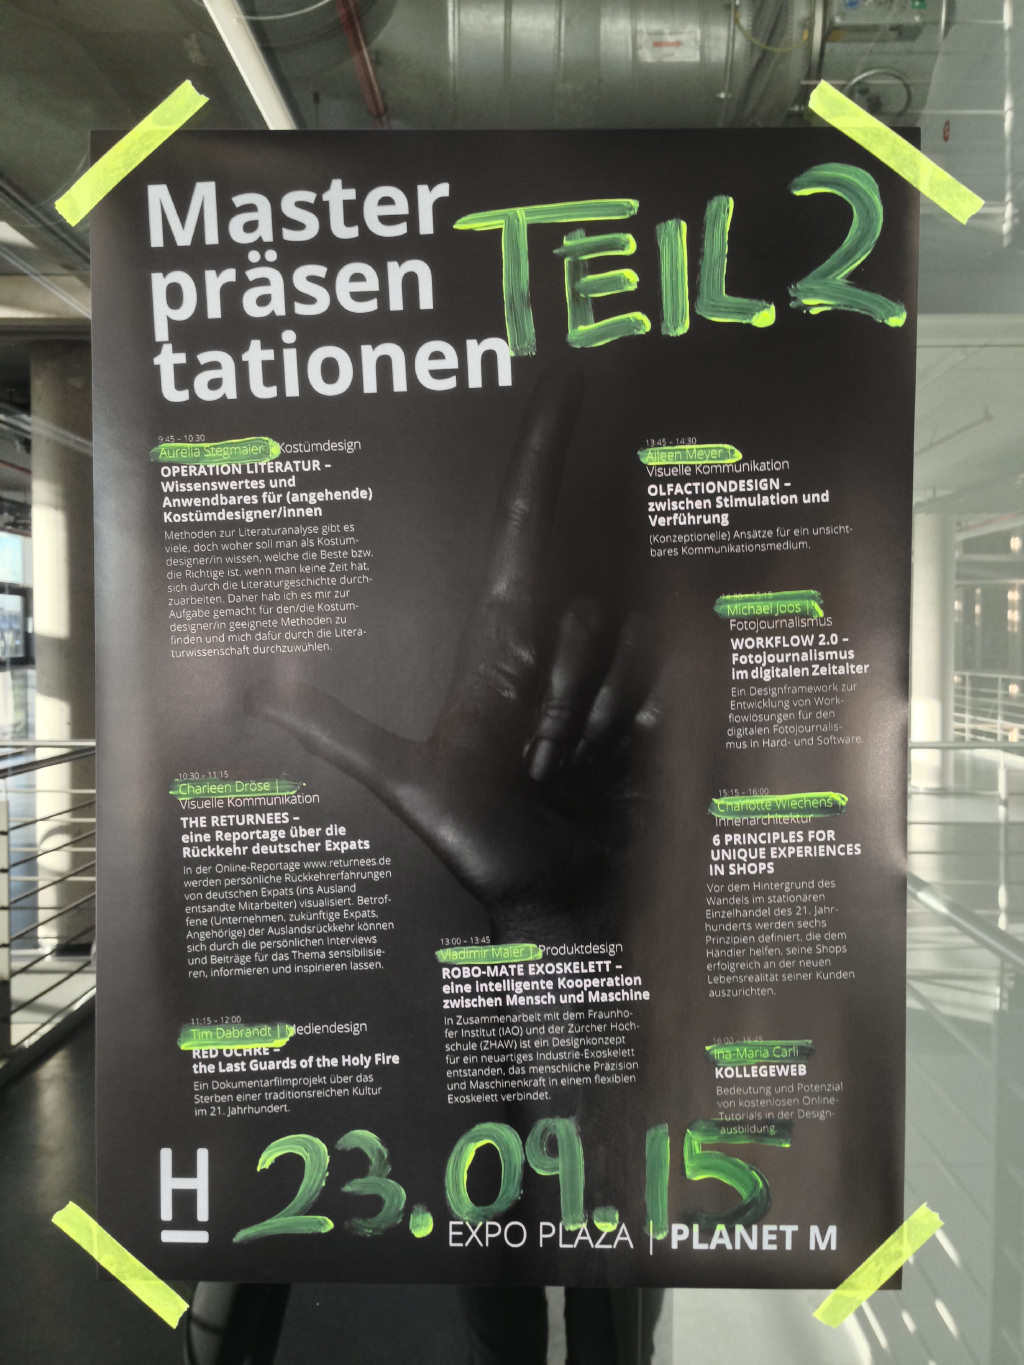 Master
präsen
tationen
TEIL 2
9:45 – 10:30
Aurelia Stegmaier | Kostümdesign
OPERATION LITERATUR –
Wissenswertes und
Anwendbares für (angehende)
Kostümdesigner/innen
Methoden zur Literaturanalyse gibt es
viele, doch woher soll man als Kostüm-
designer/in wissen, welche die Beste bzw.
die Richtige ist, wenn man keine Zeit hat,
sich durch die Literaturgeschichte durch-
zuarbeiten. Daher hab ich es mir zur
Aufgabe gemacht für den/die Kostüm-
designer/in geeignete Methoden zu
finden und mich dafür durch die Litera-
turwissenschaft durchzuwühlen.
10:30 – 11:15
Charleen Dröse |
Visuelle Kommunikation
THE RETURNEES –
eine Reportage über die
Rückkehr deutscher Expats
In der Online-Reportage www.returnees.de
werden persönliche Rückkehrerfahrungen
von deutschen Expats (ins Ausland
entsandte Mitarbeiter) visualisiert. Betrof-
fene (Unternehmen, zukünftige Expats,
Angehörige) der Auslandsrückkehr können
sich durch die persönlichen Interviews
und Beiträge für das Thema sensibilisie-
ren, informieren und inspirieren lassen.
11:15 – 12:00
Tim Dabrandt | Mediendesign
RED OCHRE –
the Last Guards of the Holy Fire
Ein Dokumentarfilmprojekt über das
Sterben einer traditionsreichen Kultur
im 21. Jahrhundert.
13:00 – 13:45
Vladimir Maier | Produktdesign
ROBO-MATE EXOSKELETT –
eine intelligente Kooperation
zwischen Mensch und Maschine
In Zusammenarbeit mit dem Fraunho-
fer Institut (IAO) und der Zürcher Hoch-
schule (ZHAW) ist ein Designkonzept
für ein neuartiges Industrie-Exoskelett
entstanden, das menschliche Präzision
und Maschinenkraft in einem flexiblen
Exoskelett verbindet.
13:45 – 14:30
Aileen Meyer |
Visuelle Kommunikation
OLFACTIONDESIGN –
zwischen Stimulation und
Verführung
(Konzeptionelle) Ansätze für ein unsicht-
bares Kommunikationsmedium.
14:30 – 15:15
Michael Joos |
Fotojournalismus
WORKFLOW 2.0 –
Fotojournalismus
im digitalen Zeitalter
Ein Designframework zur
Entwicklung von Work-
flowlösungen für den
digitalen Fotojournalis-
mus in Hard- und Software.
15:15 – 16:00
Charlotte Wiechens |
Innenarchitektur
6 PRINCIPLES FOR
UNIQUE EXPERIENCES
IN SHOPS
Vor dem Hintergrund des
Wandels im stationären
Einzelhandel des 21. Jahr-
hunderts werden sechs
Prinzipien definiert, die dem
Händler helfen, seine Shops
erfolgreich an der neuen
Lebensrealität seiner Kunden
auszurichten.
16:00 – 16:45
Ina-Maria Carli
KOLLEGEWEB
Bedeutung und Potenzial
von kostenlosen Online-
Tutorials in der Design-
ausbildung.
23.09.15
H
EXPO PLAZA | PLANET M